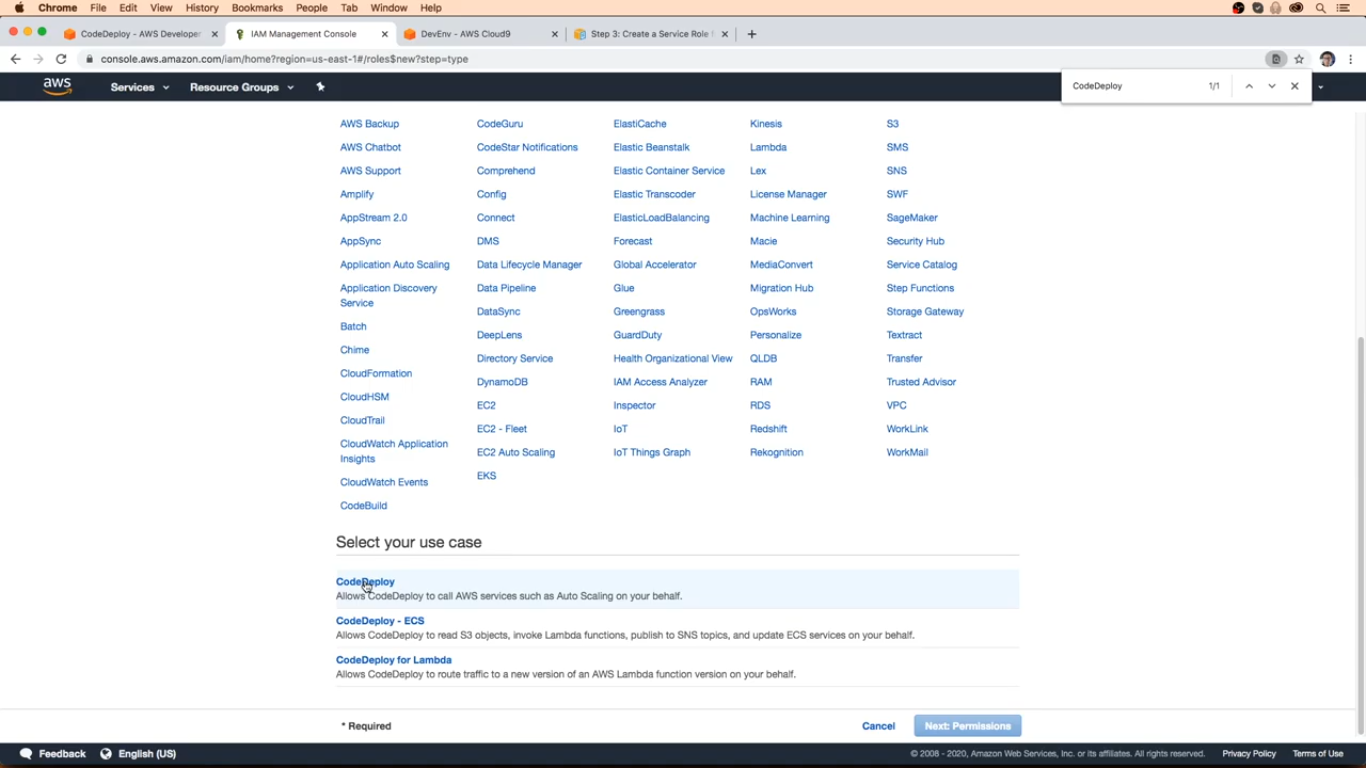 Chrome File Edit View History Bookmarks People Tab Window Help
CodeDeploy - AWS Developer IAM Management Console DevEnv - AWS Cloud9 Step 3: Create a Service Role f
console.aws.amazon.com/iam/home?region=us-east-1#/roles$new?step=type
aws Services Resource Groups
CodeDeploy 1/1
AWS Backup CodeGuru ElastiCache Kinesis S3
AWS Chatbot CodeStar Notifications Elastic Beanstalk Lambda SMS
AWS Support Comprehend Elastic Container Service Lex SNS
Amplify Config Elastic Transcoder License Manager SWF
AppStream 2.0 Connect ElasticLoadBalancing Machine Learning SageMaker
AppSync DMS Forecast Macie Security Hub
Application Auto Scaling Data Lifecycle Manager Global Accelerator MediaConvert Service Catalog
Application Discovery Data Pipeline Glue Migration Hub Step Functions
Service
DataSync Greengrass OpsWorks Storage Gateway
Batch
DeepLens GuardDuty Personalize Textract
Chime
Directory Service Health Organizational View QLDB Transfer
CloudFormation
DynamoDB IAM Access Analyzer RAM Trusted Advisor
CloudHSM
EC2 Inspector RDS VPC
CloudTrail
EC2 - Fleet IoT Redshift WorkLink
CloudWatch Application
Insights
EC2 Auto Scaling IoT Things Graph Rekognition WorkMail
CloudWatch Events
EKS
CodeBuild
Select your use case
CodeDeploy
Allows CodeDeploy to call AWS services such as Auto Scaling on your behalf.
CodeDeploy - ECS
Allows CodeDeploy to read S3 objects, invoke Lambda functions, publish to SNS topics, and update ECS services on your behalf.
CodeDeploy for Lambda
Allows CodeDeploy to route traffic to a new version of an AWS Lambda function version on your behalf.
* Required Cancel Next: Permissions
Feedback English (US) © 2008 - 2020, Amazon Web Services, Inc. or its affiliates. All rights reserved. Privacy Policy Terms of Use